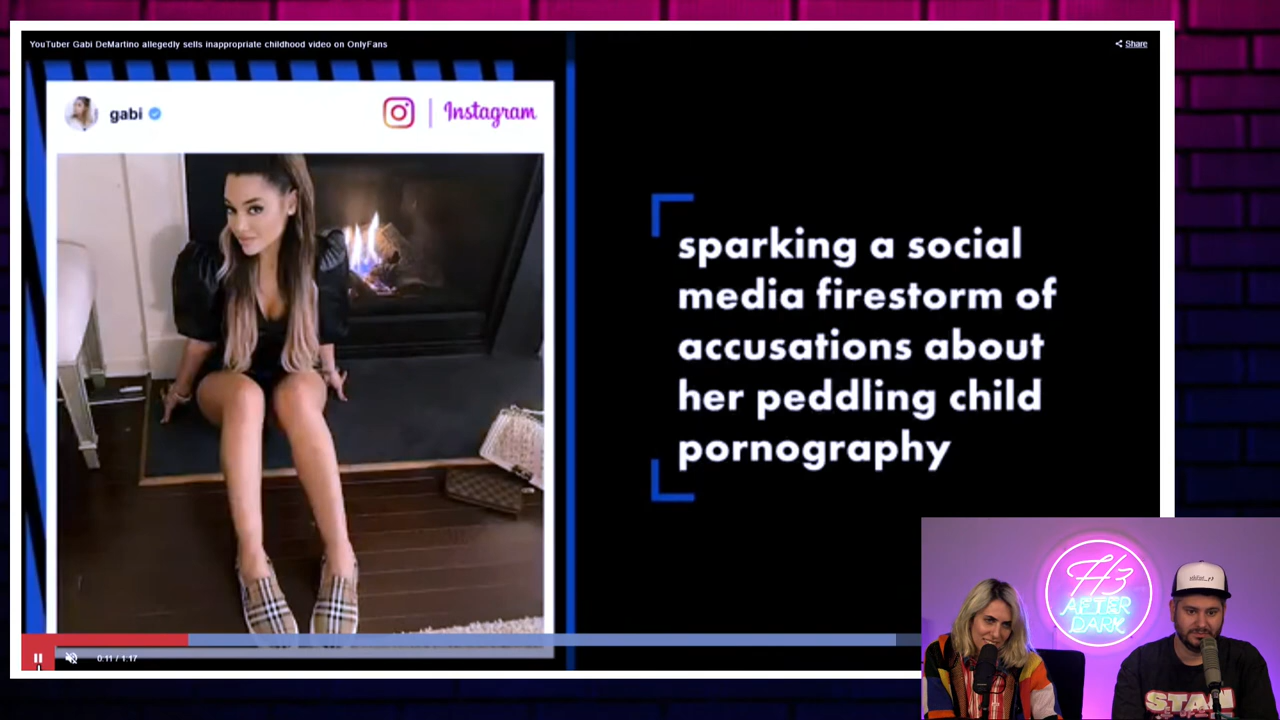 YouTuber Gabi DeMartino allegedly sells inappropriate childhood video on OnlyFans
Share
gabi
Instagram
sparking a social
media firestorm of
accusations about
her peddling child
pornography
H3
AFTER
DARK
STAN
0:11 / 1:17